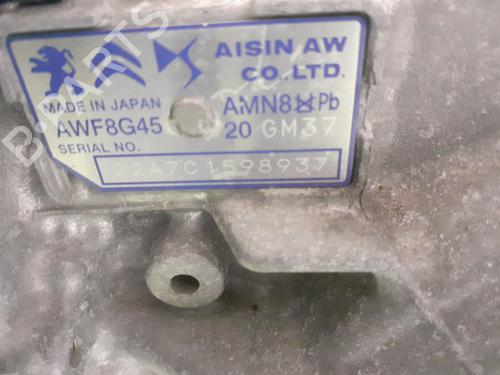 AISIN AW
CO.,LTD.
MADE IN JAPAN
AMN8 Pb
AWF8G45
20 GM37
SERIAL NO.
22A7C1598937